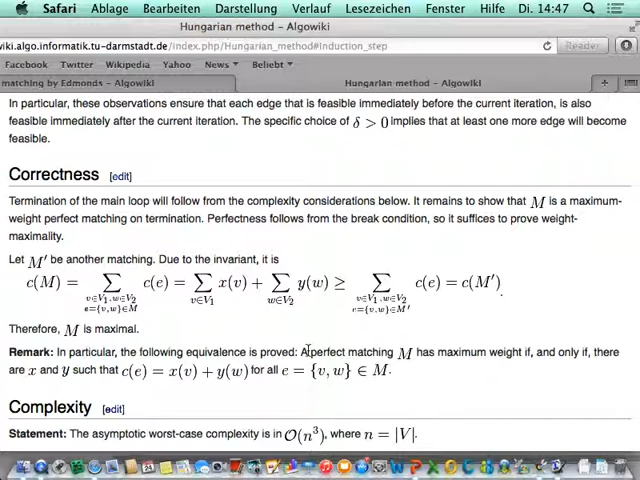 Safari Ablage Bearbeiten Darstellung Verlauf Lesezeichen Fenster Hilfe Di. 14:47
Hungarian method - Algowiki
wiki.algo.informatik.tu-darmstadt.de/index.php/Hungarian_method#Induction_step Reader
Facebook Twitter Wikipedia Yahoo News Beliebt
matching by Edmonds - Algowiki Hungarian method - Algowiki
In particular, these observations ensure that each edge that is feasible immediately before the current iteration, is also
feasible immediately after the current iteration. The specific choice of δ > 0 implies that at least one more edge will become
feasible.
Correctness [edit]
Termination of the main loop will follow from the complexity considerations below. It remains to show that M is a maximum-
weight perfect matching on termination. Perfectness follows from the break condition, so it suffices to prove weight-
maximality.
Let M′ be another matching. Due to the invariant, it is
c(M) = ∑ c(e) = ∑ x(v) + ∑ y(w) ≥ ∑ c(e) = c(M′)
v∈V₁,w∈V₂ v∈V₁ w∈V₂ v∈V₁,w∈V₂
e={v,w}∈M e={v,w}∈M′ .
Therefore, M is maximal.
Remark: In particular, the following equivalence is proved: A perfect matching M has maximum weight if, and only if, there
are x and y such that c(e) = x(v) + y(w) for all e = {v, w} ∈ M.
Complexity [edit]
Statement: The asymptotic worst-case complexity is in O(n³), where n = |V|.